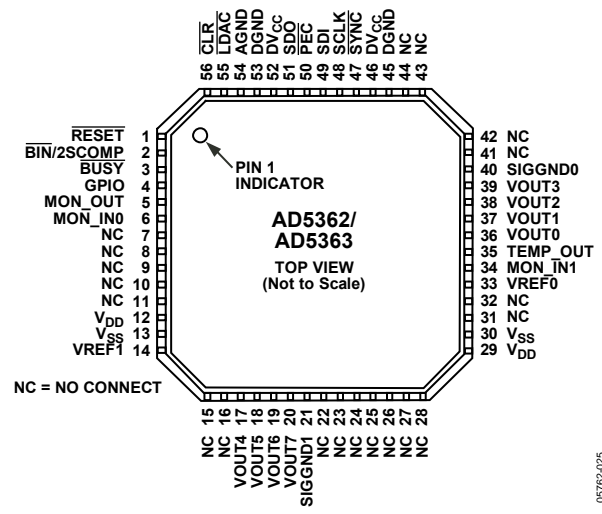 56 CLR
55 LDAC
54 AGND
53 DGND
52 DVCC
51 SDO
50 PEC
49 SDI
48 SCLK
47 SYNC
46 DVCC
45 DGND
44 NC
43 NC
RESET 1
BIN/2SCOMP 2
BUSY 3
GPIO 4
MON_OUT 5
MON_IN0 6
NC 7
NC 8
NC 9
NC 10
NC 11
VDD 12
VSS 13
VREF1 14
PIN 1
INDICATOR
AD5362/
AD5363
TOP VIEW
(Not to Scale)
42 NC
41 NC
40 SIGGND0
39 VOUT3
38 VOUT2
37 VOUT1
36 VOUT0
35 TEMP_OUT
34 MON_IN1
33 VREF0
32 NC
31 NC
30 VSS
29 VDD
NC = NO CONNECT
NC 15
NC 16
VOUT4 17
VOUT5 18
VOUT6 19
VOUT7 20
SIGGND1 21
NC 22
NC 23
NC 24
NC 25
NC 26
NC 27
NC 28
05762-025